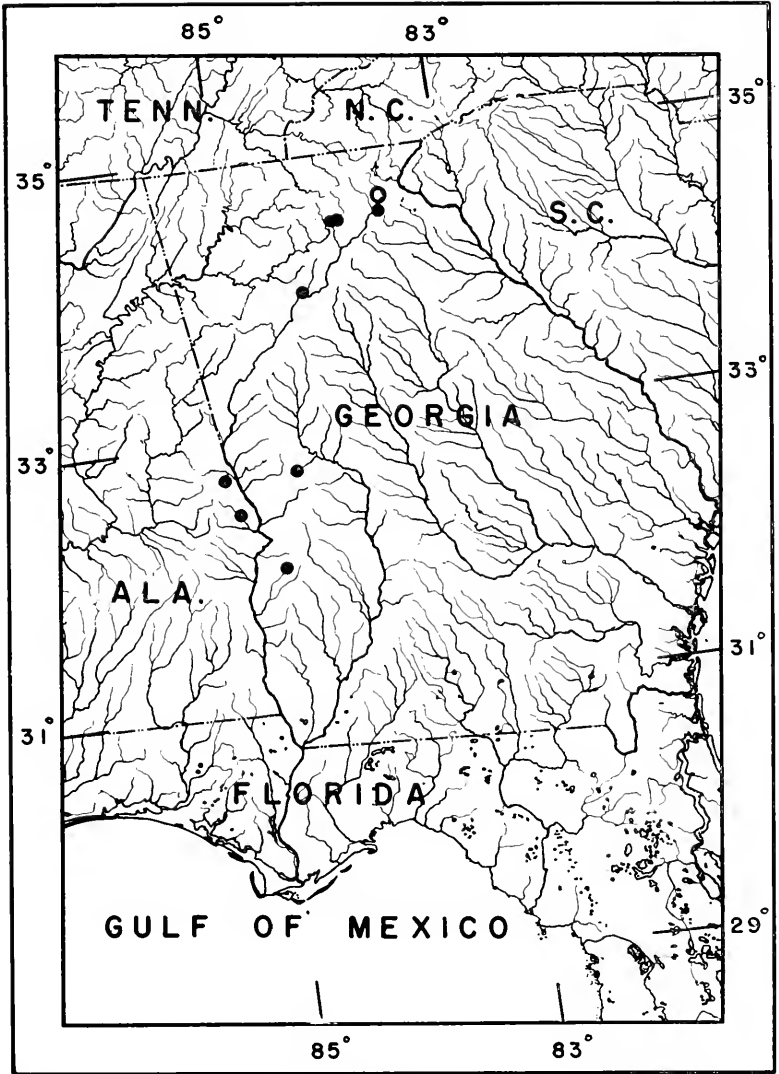 85° 83°
TENN. N.C. 35°
35°
S.C.
33°
GEORGIA
33°
ALA.
31°
31°
FLORIDA
GULF OF MEXICO 29°
85° 83°